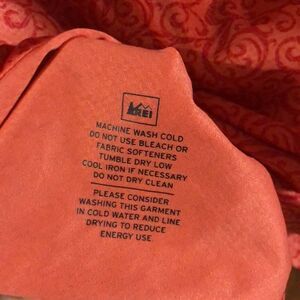 REI
MACHINE WASH COLD
DO NOT USE BLEACH OR
FABRIC SOFTENERS
TUMBLE DRY LOW
COOL IRON IF NECESSARY
DO NOT DRY CLEAN
PLEASE CONSIDER
WASHING THIS GARMENT
IN COLD WATER AND LINE
DRYING TO REDUCE
ENERGY USE.